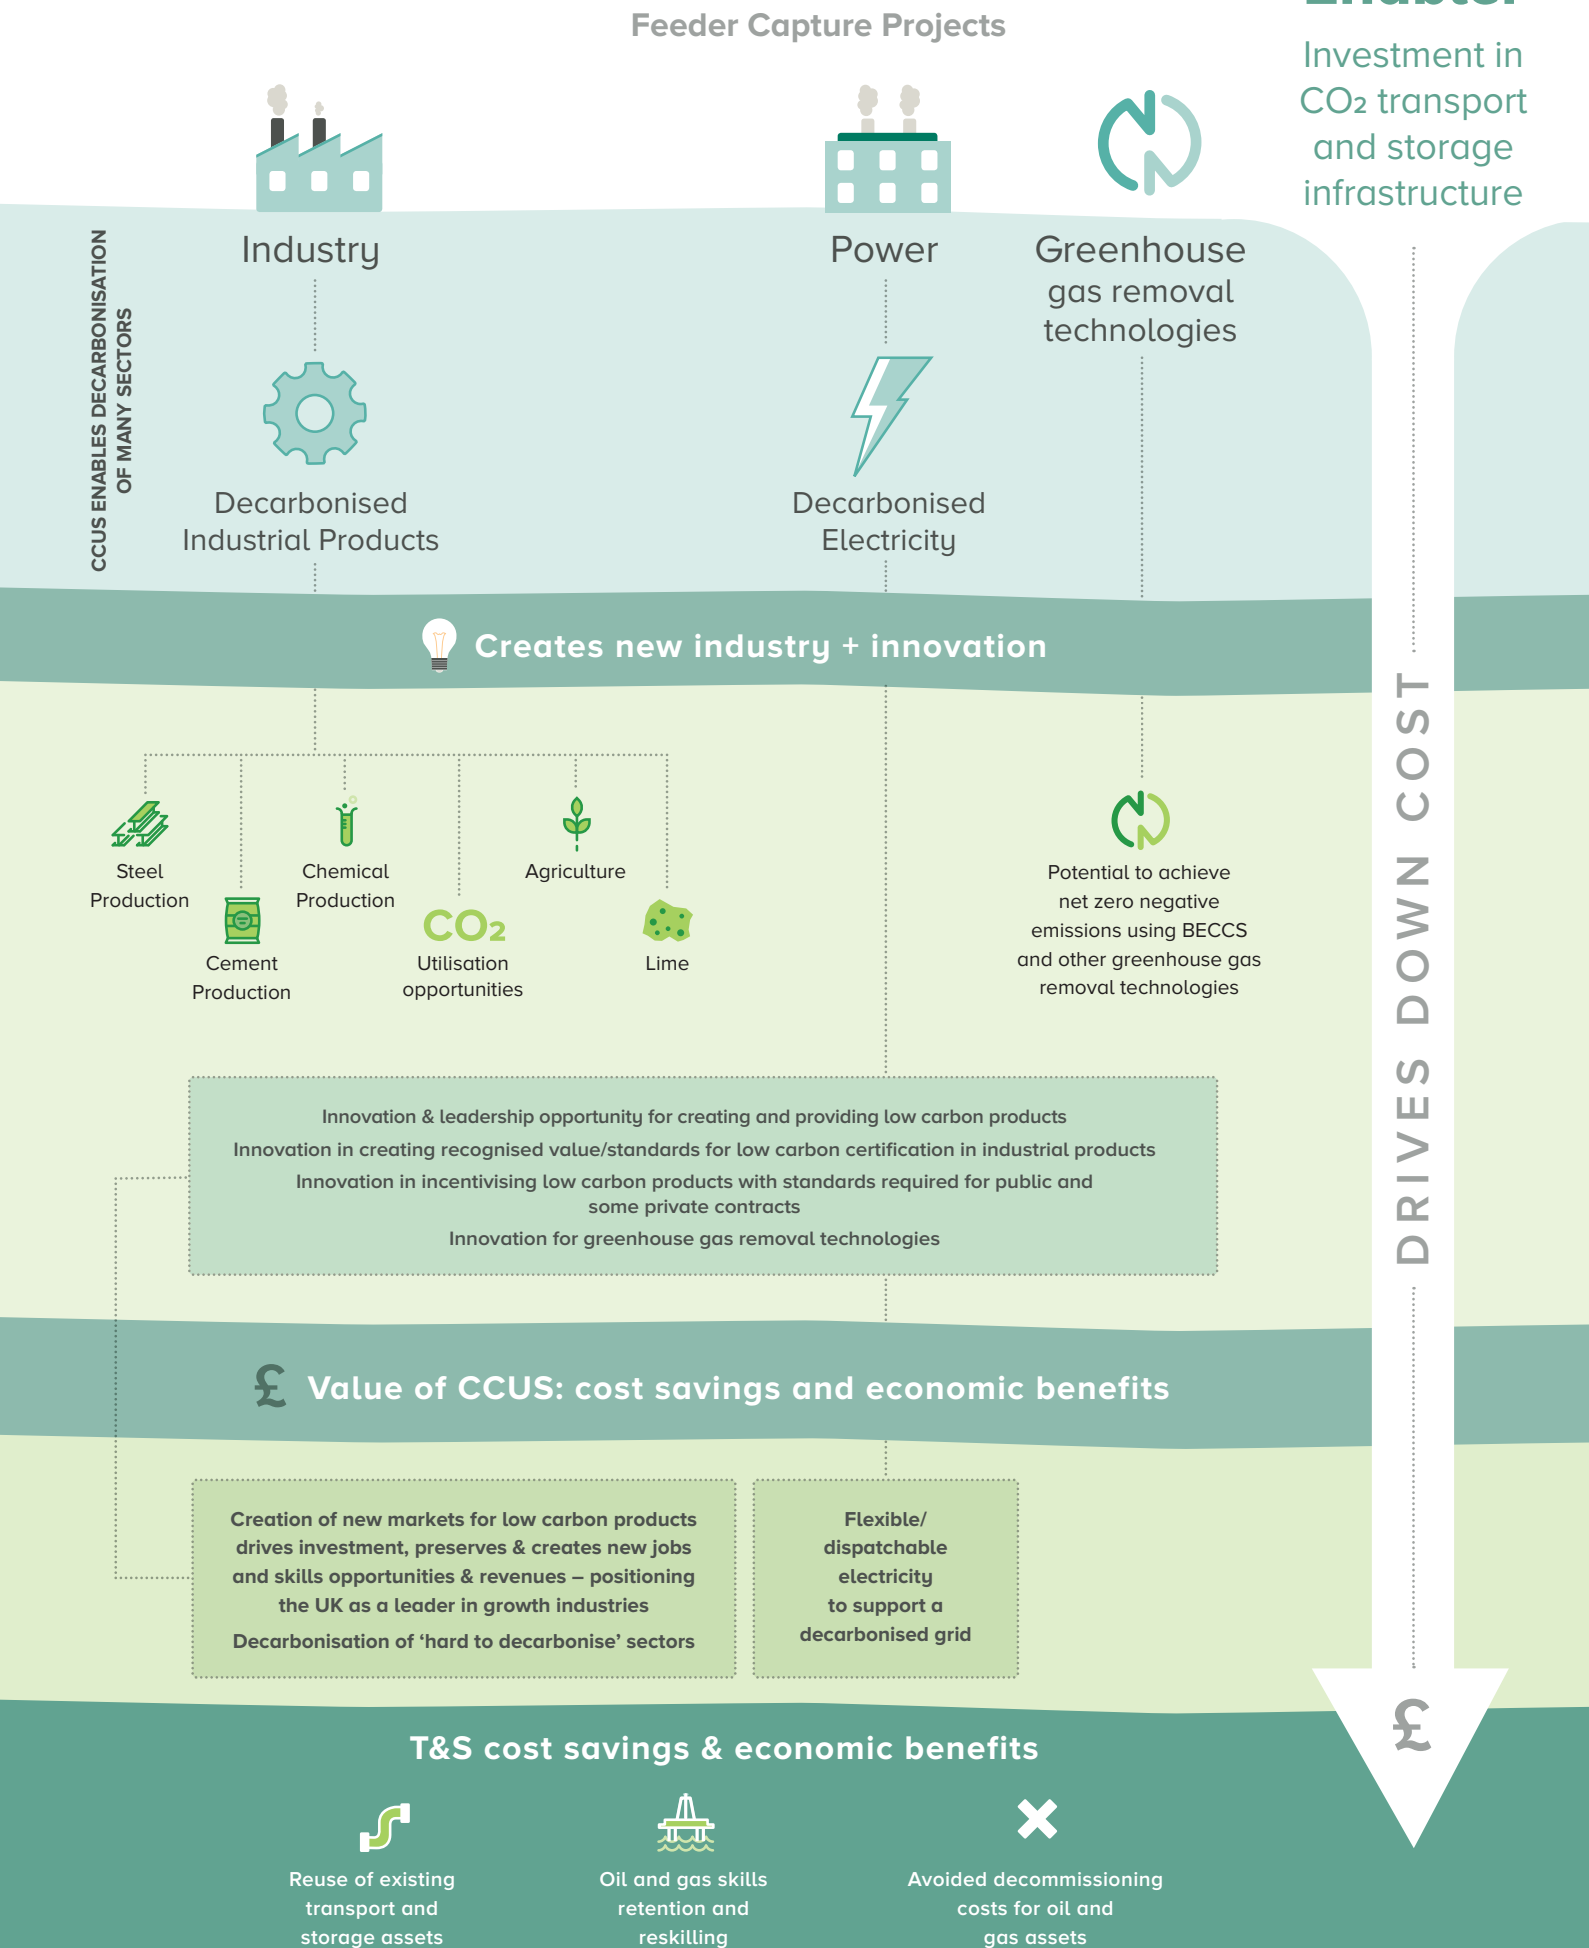 Feeder Capture Projects
Enabler
Investment in
CO₂ transport
and storage
infrastructure
CCUS ENABLES DECARBONISATION
OF MANY SECTORS
Industry
Power
Greenhouse
gas removal
technologies
Decarbonised
Industrial Products
Decarbonised
Electricity
Creates new industry + innovation
Steel
Production
Cement
Production
Chemical
Production
CO₂
Utilisation
opportunities
Agriculture
Lime
Potential to achieve
net zero negative
emissions using BECCS
and other greenhouse gas
removal technologies
DRIVES DOWN COST
Innovation & leadership opportunity for creating and providing low carbon products
Innovation in creating recognised value/standards for low carbon certification in industrial products
Innovation in incentivising low carbon products with standards required for public and
some private contracts
Innovation for greenhouse gas removal technologies
£ Value of CCUS: cost savings and economic benefits
Creation of new markets for low carbon products
drives investment, preserves & creates new jobs
and skills opportunities & revenues – positioning
the UK as a leader in growth industries
Decarbonisation of ‘hard to decarbonise’ sectors
Flexible/
dispatchable
electricity
to support a
decarbonised grid
£
T&S cost savings & economic benefits
Reuse of existing
transport and
storage assets
Oil and gas skills
retention and
reskilling
Avoided decommissioning
costs for oil and
gas assets